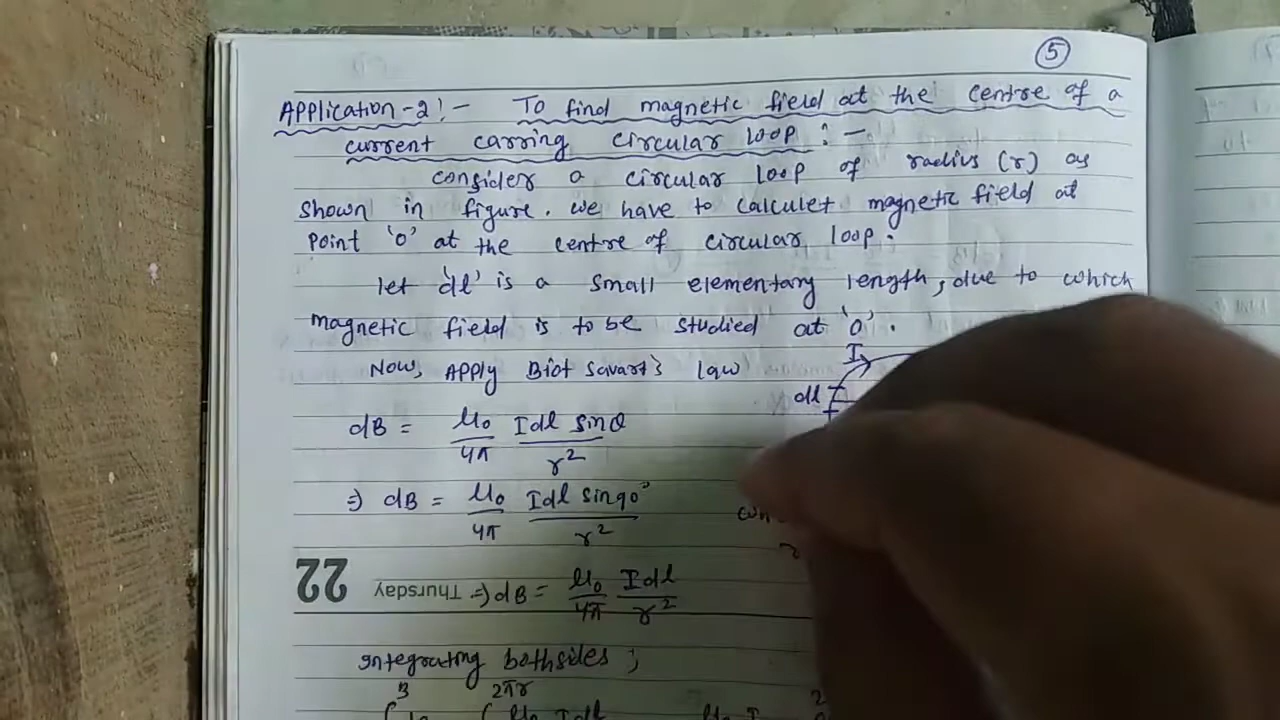 5
Application-2:- To find magnetic field at the centre of a
current carring circular loop:-
consider a circular loop of radius (r) as
shown in figure. we have to calculet magnetic field at
point 'o' at the centre of circular loop.
let 'dl' is a small elementary length, due to which
magnetic field is to be studied at 'o'.
Now, Apply Biot savart's law
I
dl
dB = μ₀/4π Idl sinθ/r²
⇒ dB = μ₀/4π Idl sin90°/r²
22 Thursday ⇒ dB = μ₀/4π Idl/r²
integrating bothsides;
B 2πr